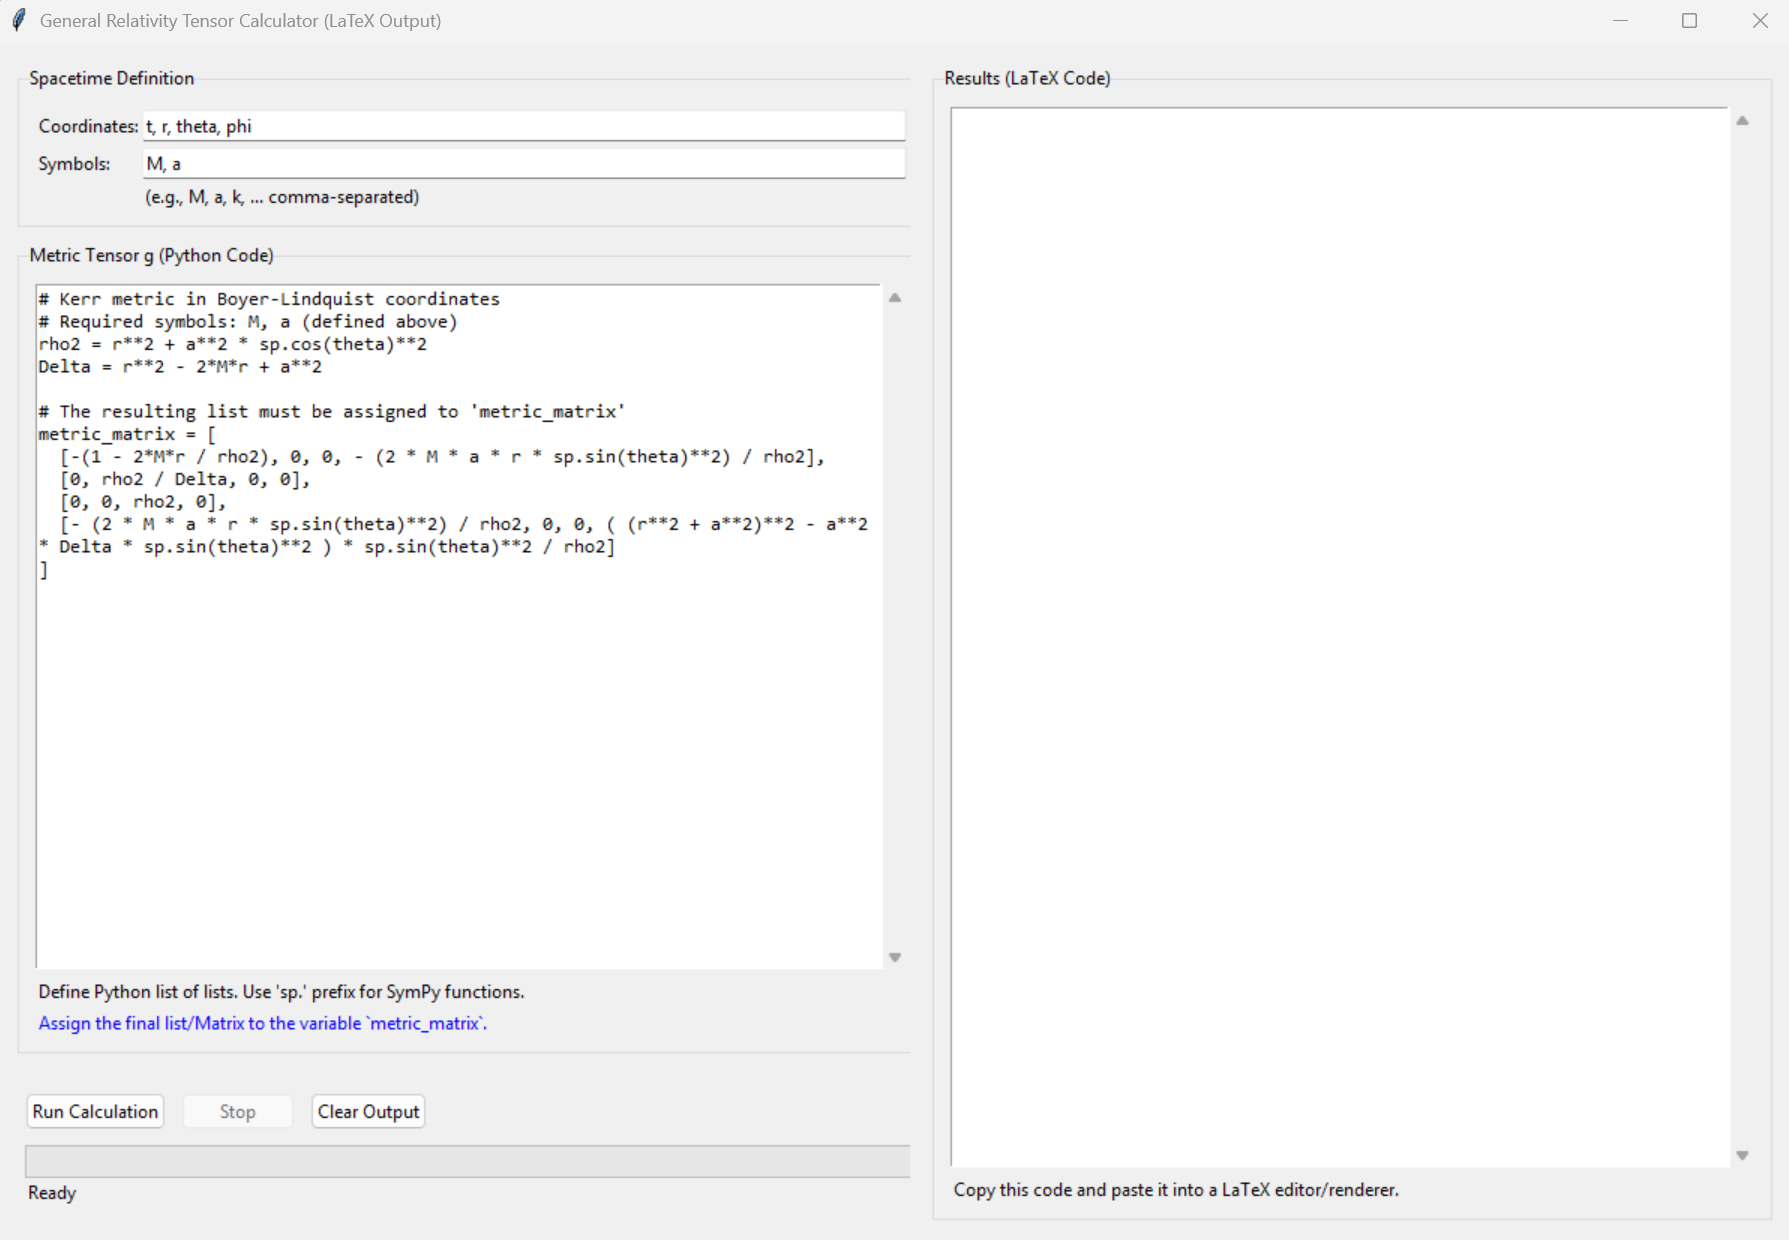 General Relativity Tensor Calculator (LaTeX Output)
Spacetime Definition
Coordinates: t, r, theta, phi
Symbols: M, a
(e.g., M, a, k, ... comma-separated)
Metric Tensor g (Python Code)
# Kerr metric in Boyer-Lindquist coordinates
# Required symbols: M, a (defined above)
rho2 = r**2 + a**2 * sp.cos(theta)**2
Delta = r**2 - 2*M*r + a**2
# The resulting list must be assigned to 'metric_matrix'
metric_matrix = [
  [-(1 - 2*M*r / rho2), 0, 0, - (2 * M * a * r * sp.sin(theta)**2) / rho2],
  [0, rho2 / Delta, 0, 0],
  [0, 0, rho2, 0],
  [- (2 * M * a * r * sp.sin(theta)**2) / rho2, 0, 0, ( (r**2 + a**2)**2 - a**2
* Delta * sp.sin(theta)**2 ) * sp.sin(theta)**2 / rho2]
]
Define Python list of lists. Use 'sp.' prefix for SymPy functions.
Assign the final list/Matrix to the variable `metric_matrix`.
Run Calculation Stop Clear Output
Ready
Results (LaTeX Code)
Copy this code and paste it into a LaTeX editor/renderer.